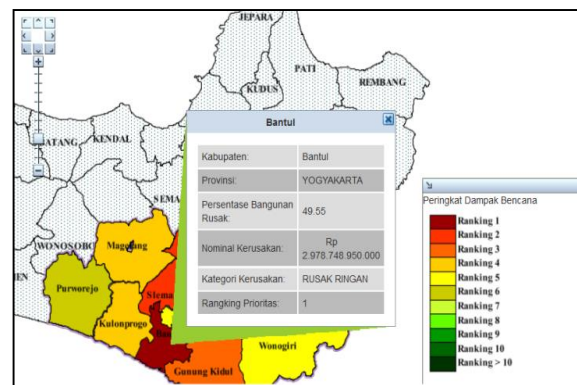 JEPARA
PATI
REMBANG
KUDUS
KENDAL
ATANG
SEMA
WONOSOBO
MEN
Magelang
Purworejo
Slema
Kulonprogo
Ban
Wonogiri
Gunung Kidul
Bantul
Kabupaten: Bantul
Provinsi: YOGYAKARTA
Persentase Bangunan
Rusak: 49.55
Nominal Kerusakan: Rp
2.978.748.950.000
Kategori Kerusakan: RUSAK RINGAN
Rangking Prioritas: 1
Peringkat Dampak Bencana
Ranking 1
Ranking 2
Ranking 3
Ranking 4
Ranking 5
Ranking 6
Ranking 7
Ranking 8
Ranking 9
Ranking 10
Ranking > 10